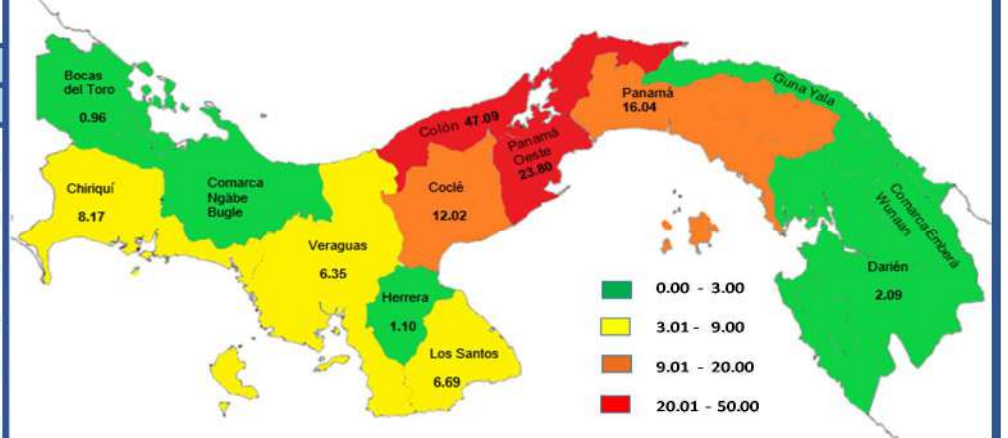 Bocas
del Toro
0.96
Chiriquí
8.17
Comarca
Ngäbe
Bugle
Veraguas
6.35
Herrera
1.10
Los Santos
6.69
Colón 47.09
Coclé
12.02
Panamá
Oeste
23.80
Panamá
16.04
Guna Yala
Comarca Emberá
Wunaan
Darién
2.09
0.00 - 3.00
3.01 - 9.00
9.01 - 20.00
20.01 - 50.00